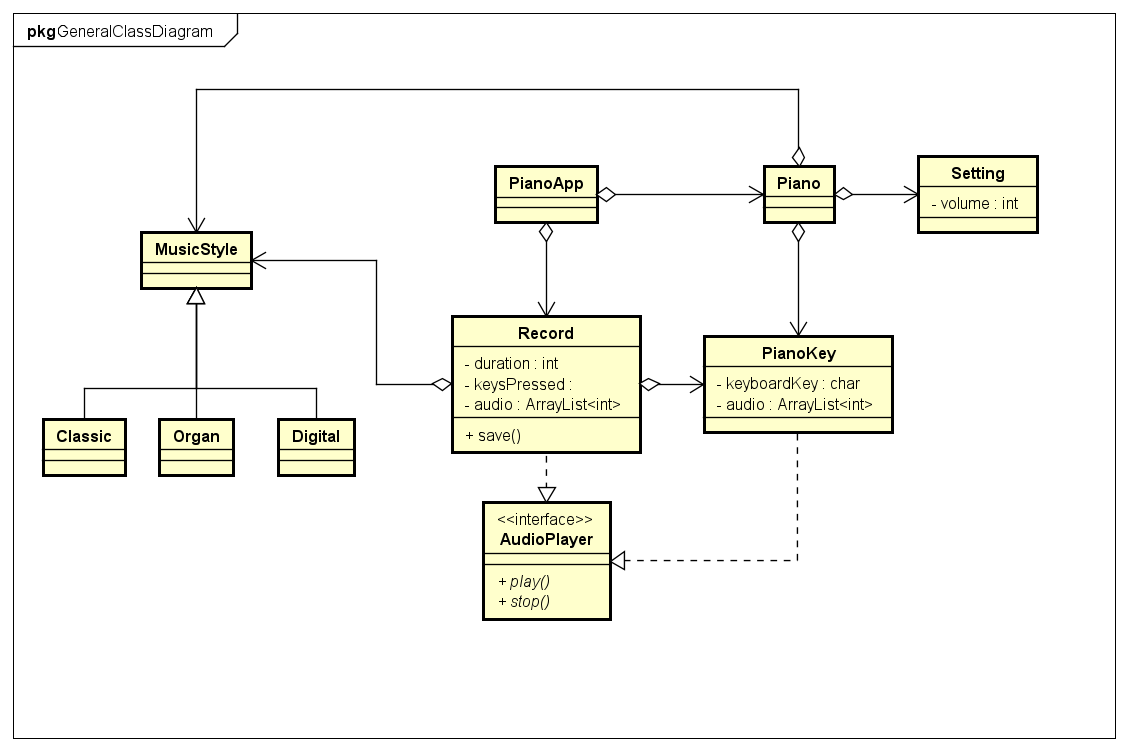 pkgGeneralClassDiagram
PianoApp
Piano
Setting
- volume : int
MusicStyle
Record
- duration : int
- keysPressed :
- audio : ArrayList<int>
+ save()
PianoKey
- keyboardKey : char
- audio : ArrayList<int>
Classic
Organ
Digital
<<interface>>
AudioPlayer
+ play()
+ stop()